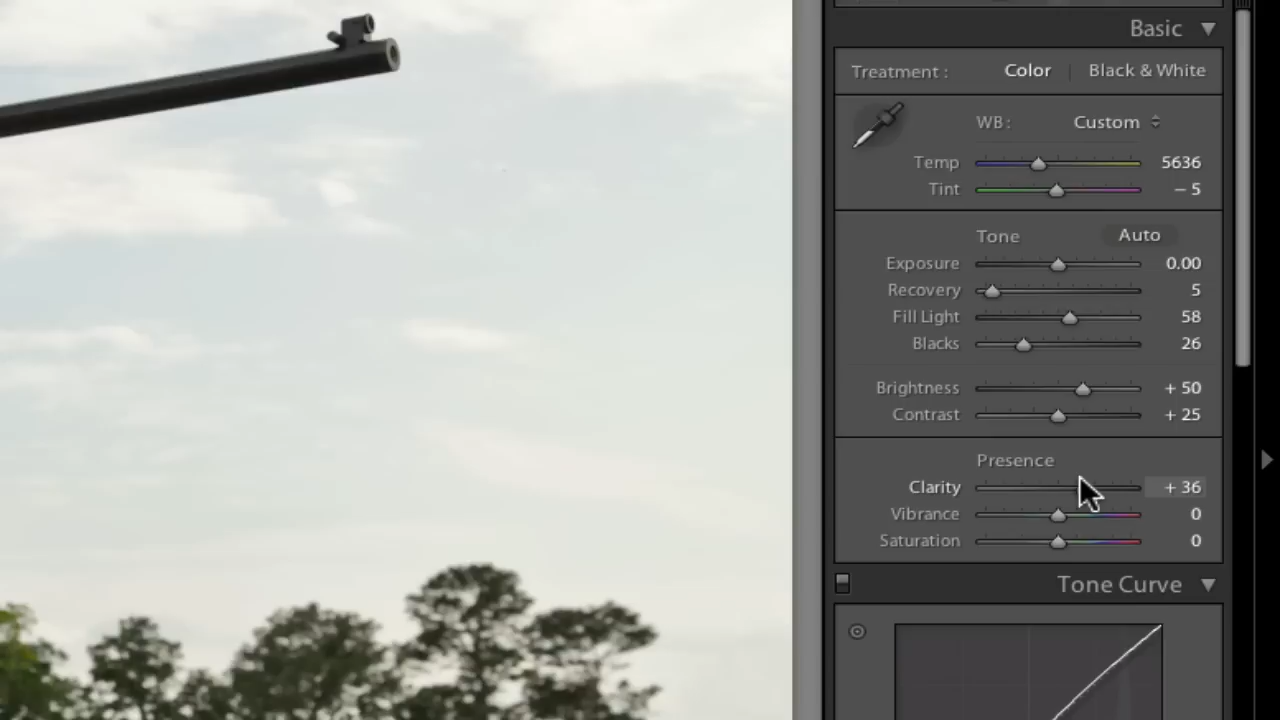 Basic
Treatment : Color Black & White
WB: Custom
Temp 5636
Tint – 5
Tone Auto
Exposure 0.00
Recovery 5
Fill Light 58
Blacks 26
Brightness + 50
Contrast + 25
Presence
Clarity + 36
Vibrance 0
Saturation 0
Tone Curve